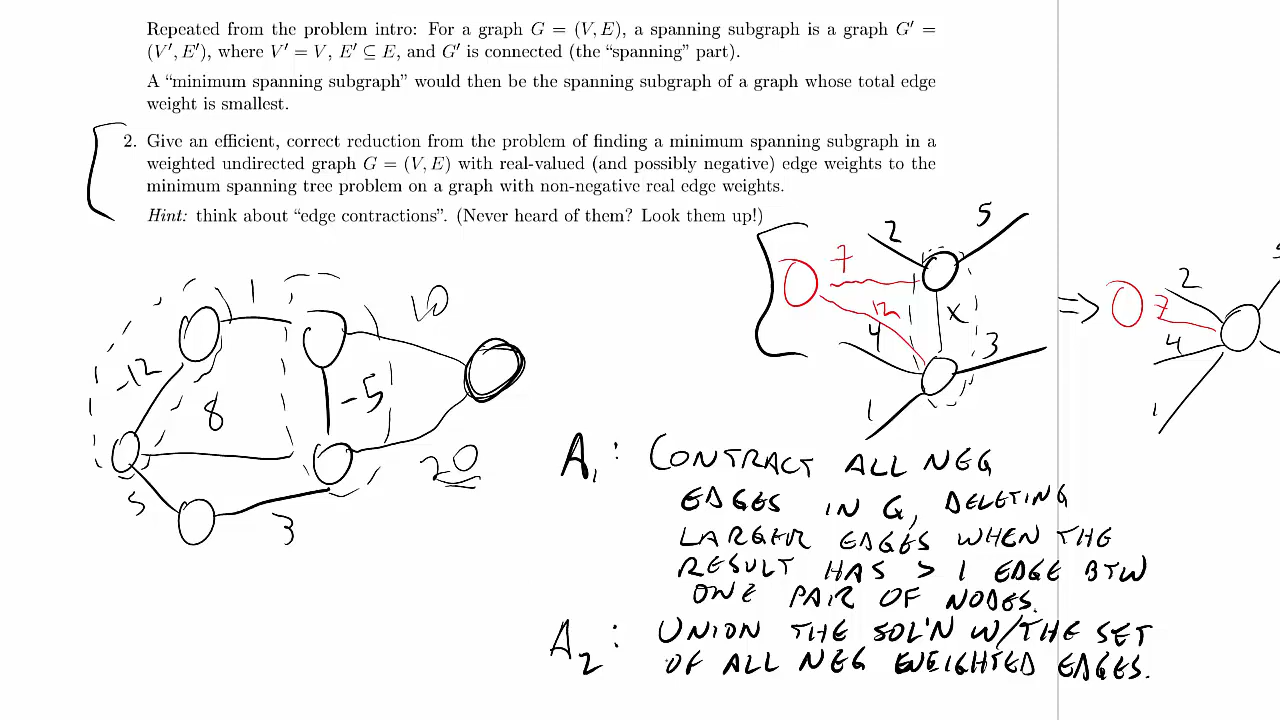 Repeated from the problem intro: For a graph G = (V, E), a spanning subgraph is a graph G′ =
(V′, E′), where V′ = V, E′ ⊆ E, and G′ is connected (the “spanning” part).
A “minimum spanning subgraph” would then be the spanning subgraph of a graph whose total edge
weight is smallest.
2. Give an efficient, correct reduction from the problem of finding a minimum spanning subgraph in a
weighted undirected graph G = (V, E) with real-valued (and possibly negative) edge weights to the
minimum spanning tree problem on a graph with non-negative real edge weights.
Hint: think about “edge contractions”. (Never heard of them? Look them up!)
2 5
7
12
4 x 3
1
⇒
2
7
4
1
1 10
-12
8 -5
20
5
3
A1: CONTRACT ALL NEG
EDGES IN G, DELETING
LARGER EDGES WHEN THE
RESULT HAS > 1 EDGE BTW
ONE PAIR OF NODES.
A2: UNION THE SOL'N W/THE SET
OF ALL NEG WEIGHTED EDGES.